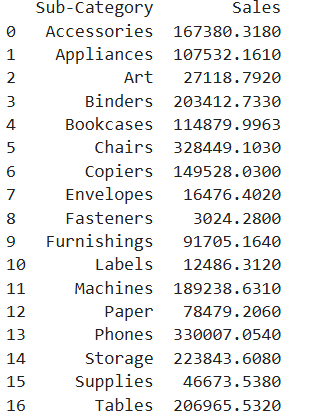 Sub-Category Sales
0 Accessories 167380.3180
1 Appliances 107532.1610
2 Art 27118.7920
3 Binders 203412.7330
4 Bookcases 114879.9963
5 Chairs 328449.1030
6 Copiers 149528.0300
7 Envelopes 16476.4020
8 Fasteners 3024.2800
9 Furnishings 91705.1640
10 Labels 12486.3120
11 Machines 189238.6310
12 Paper 78479.2060
13 Phones 330007.0540
14 Storage 223843.6080
15 Supplies 46673.5380
16 Tables 206965.5320